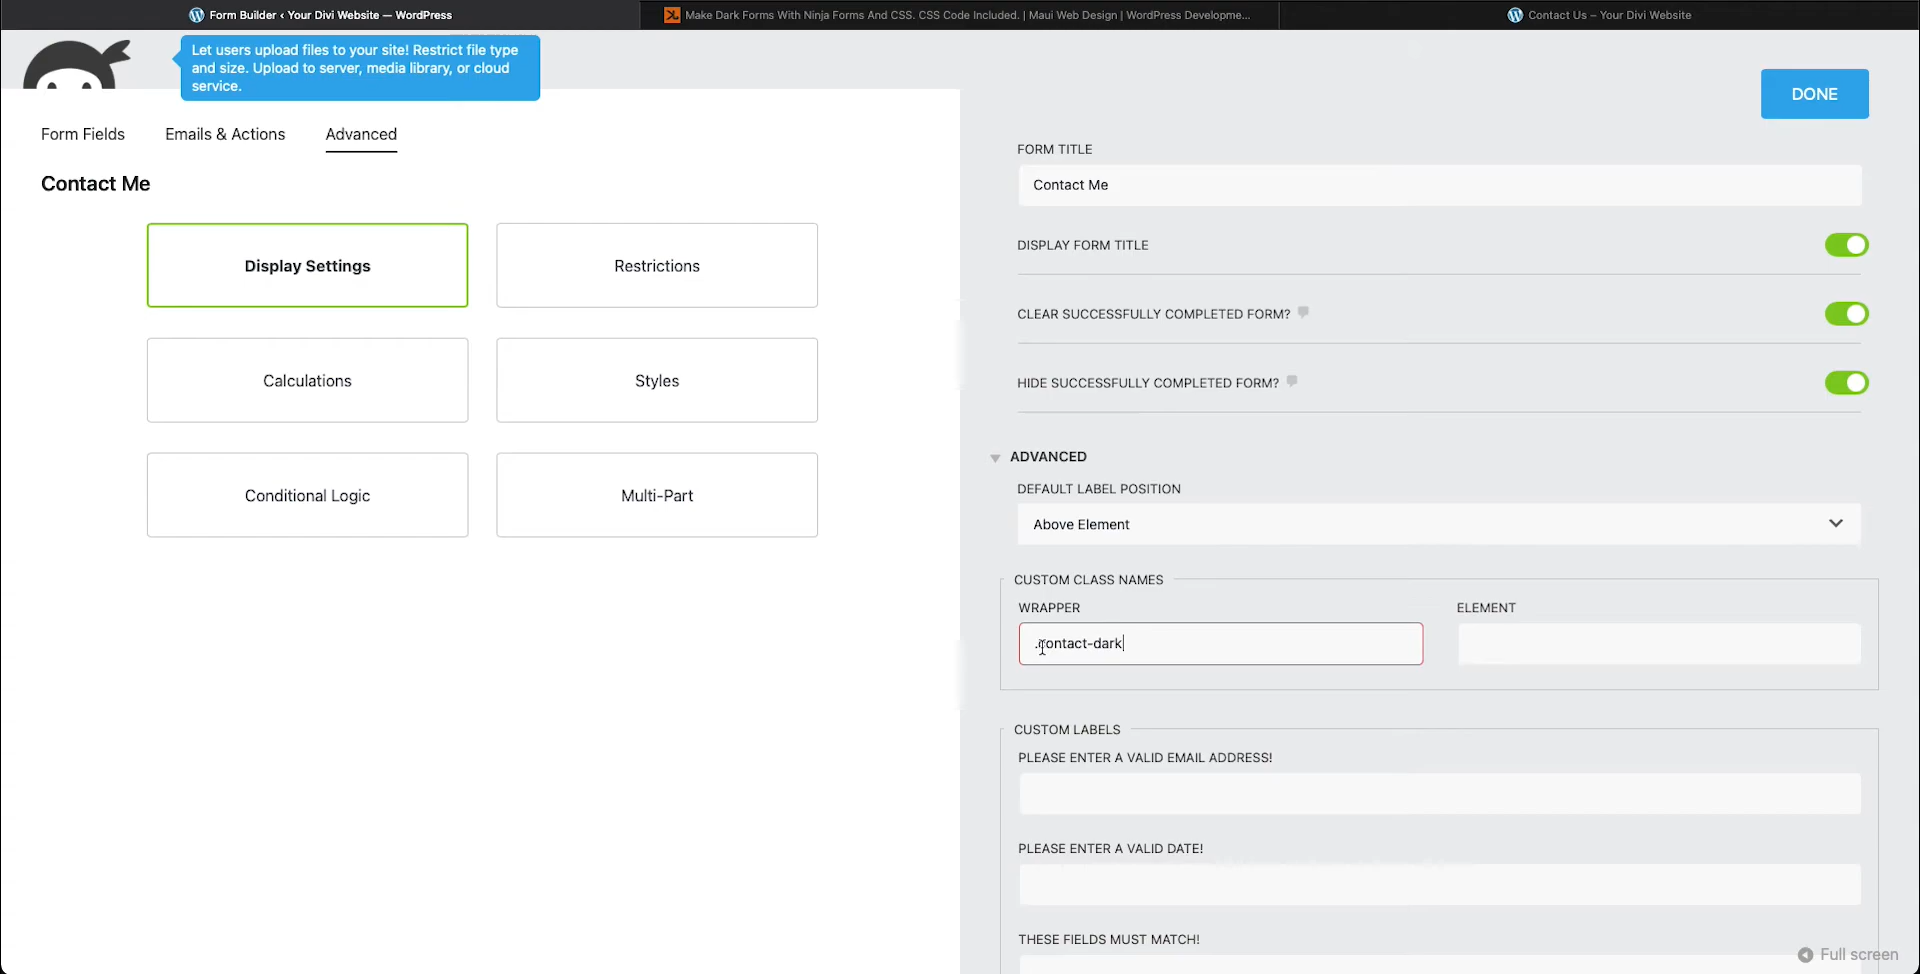 Form Builder ‹ Your Divi Website — WordPress
Make Dark Forms With Ninja Forms And CSS. CSS Code Included. | Maui Web Design | WordPress Developme...
Contact Us – Your Divi Website
Let users upload files to your site! Restrict file type
and size. Upload to server, media library, or cloud
service.
DONE
Form Fields
Emails & Actions
Advanced
Contact Me
Display Settings
Restrictions
Calculations
Styles
Conditional Logic
Multi-Part
FORM TITLE
Contact Me
DISPLAY FORM TITLE
CLEAR SUCCESSFULLY COMPLETED FORM?
HIDE SUCCESSFULLY COMPLETED FORM?
ADVANCED
DEFAULT LABEL POSITION
Above Element
CUSTOM CLASS NAMES
WRAPPER
ELEMENT
.contact-dark
CUSTOM LABELS
PLEASE ENTER A VALID EMAIL ADDRESS!
PLEASE ENTER A VALID DATE!
THESE FIELDS MUST MATCH!
Full screen